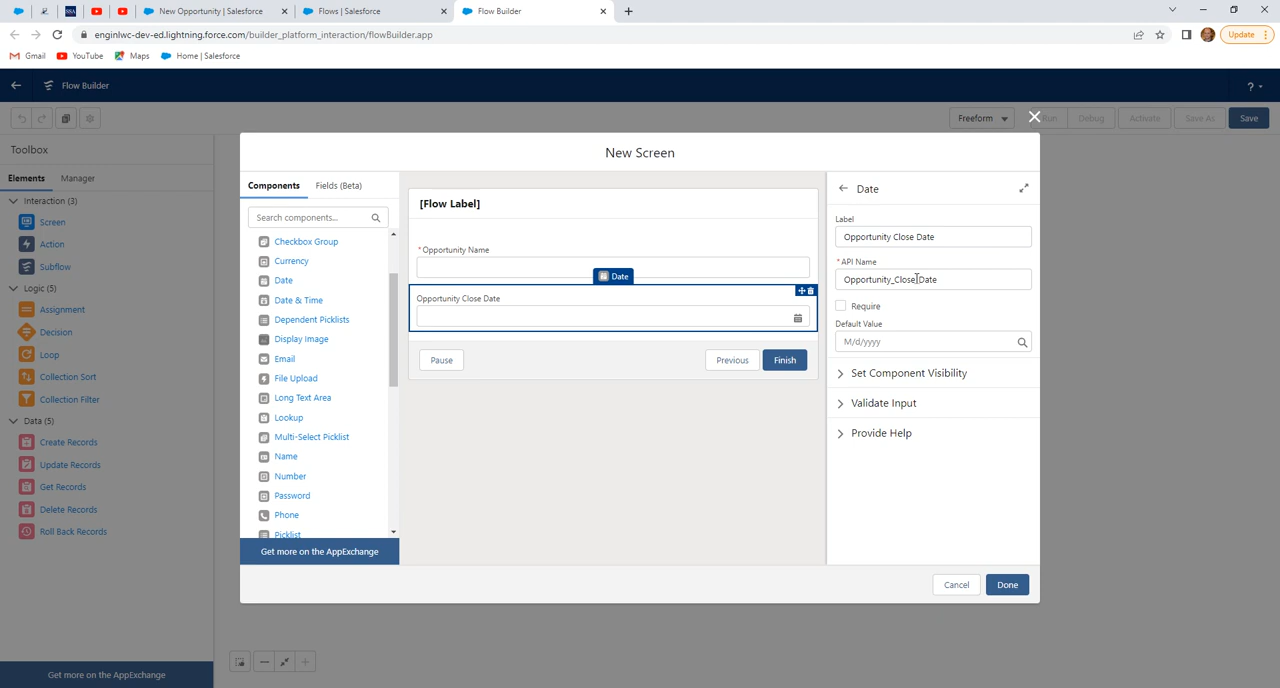 SSA
New Opportunity | Salesforce
Flows | Salesforce
Flow Builder
enginlwc-dev-ed.lightning.force.com/builder_platform_interaction/flowBuilder.app
Update
Gmail
YouTube
Maps
Home | Salesforce
Flow Builder
?
Freeform
Run
Debug
Activate
Save As
Save
Toolbox
Elements
Manager
Interaction (3)
Screen
Action
Subflow
Logic (5)
Assignment
Decision
Loop
Collection Sort
Collection Filter
Data (5)
Create Records
Update Records
Get Records
Delete Records
Roll Back Records
Get more on the AppExchange
New Screen
Components
Fields (Beta)
Search components...
Checkbox Group
Currency
Date
Date & Time
Dependent Picklists
Display Image
Email
File Upload
Long Text Area
Lookup
Multi-Select Picklist
Name
Number
Password
Phone
Picklist
Get more on the AppExchange
[Flow Label]
* Opportunity Name
Date
Opportunity Close Date
Pause
Previous
Finish
Date
Label
Opportunity Close Date
* API Name
Opportunity_Close_Date
Require
Default Value
M/d/yyyy
Set Component Visibility
Validate Input
Provide Help
Cancel
Done